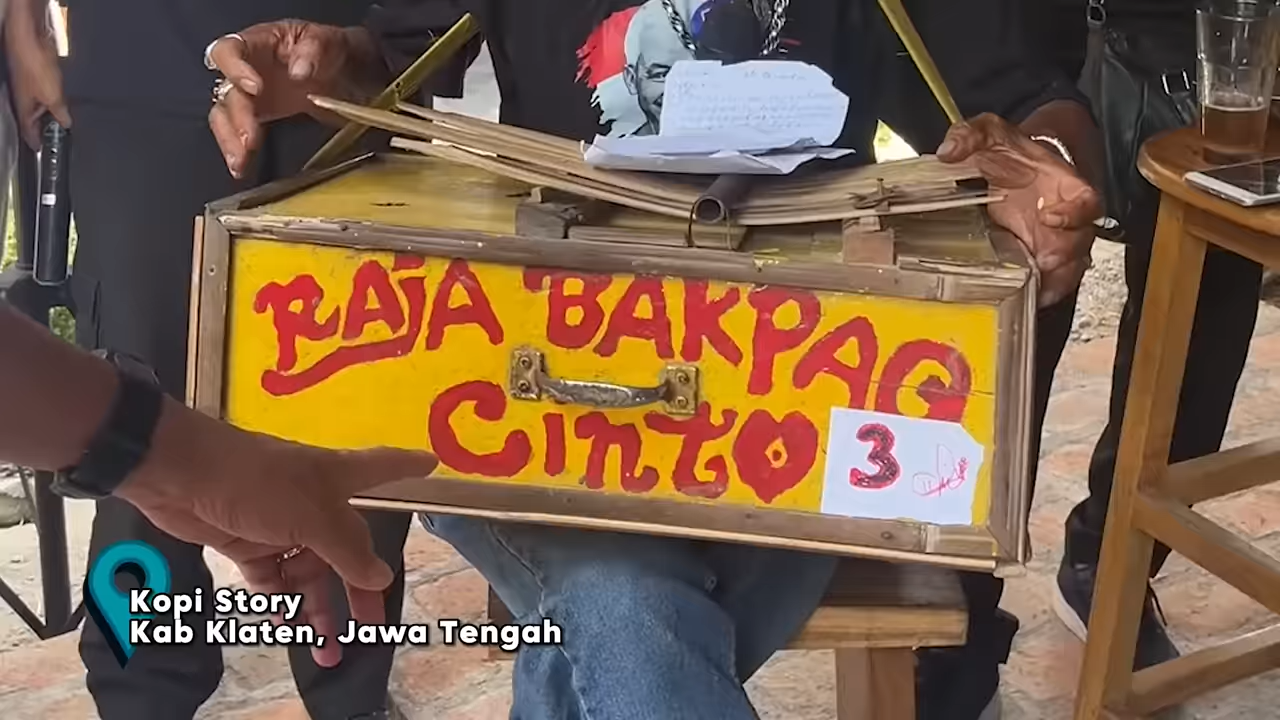 RAJA BAKPAO
CINTO
3
Kopi Story
Kab Klaten, Jawa Tengah